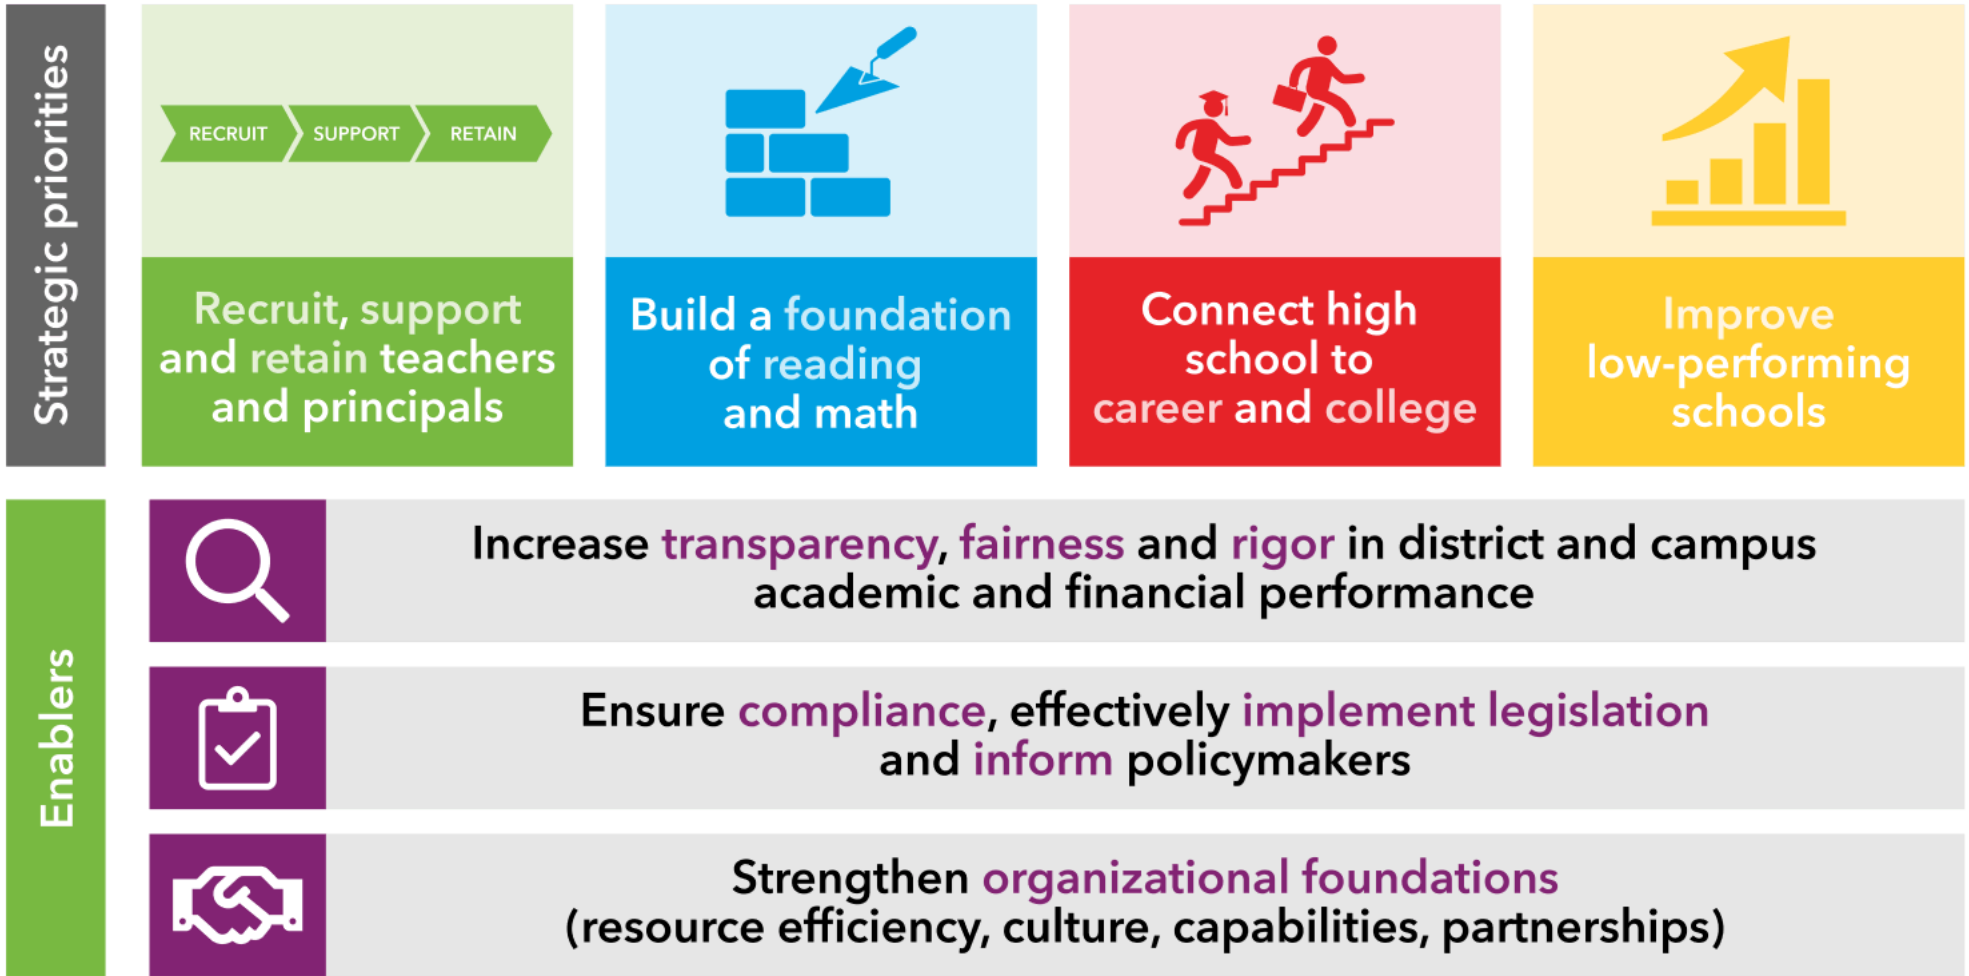 Strategic priorities
RECRUIT
SUPPORT
RETAIN
Recruit, support
and retain teachers
and principals
Build a foundation
of reading
and math
Connect high
school to
career and college
Improve
low-performing
schools
Enablers
Increase transparency, fairness and rigor in district and campus
academic and financial performance
Ensure compliance, effectively implement legislation
and inform policymakers
Strengthen organizational foundations
(resource efficiency, culture, capabilities, partnerships)